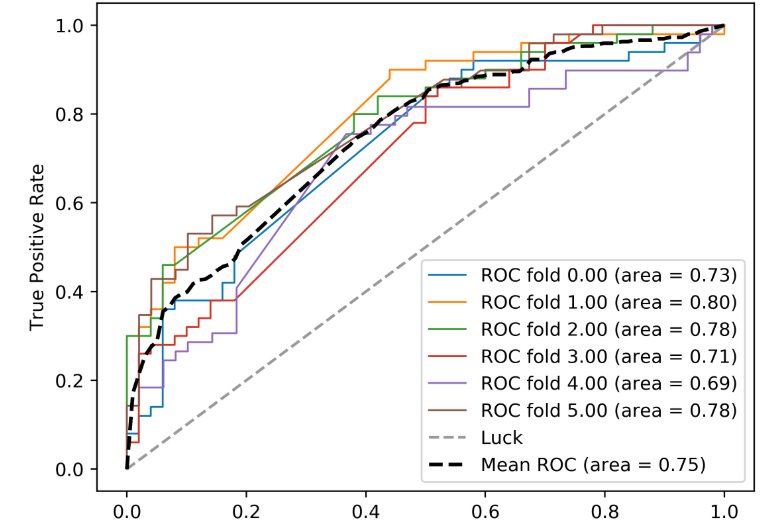 1.0
0.8
0.6
0.4
0.2
0.0
True Positive Rate
ROC fold 0.00 (area = 0.73)
ROC fold 1.00 (area = 0.80)
ROC fold 2.00 (area = 0.78)
ROC fold 3.00 (area = 0.71)
ROC fold 4.00 (area = 0.69)
ROC fold 5.00 (area = 0.78)
Luck
Mean ROC (area = 0.75)
0.0 0.2 0.4 0.6 0.8 1.0